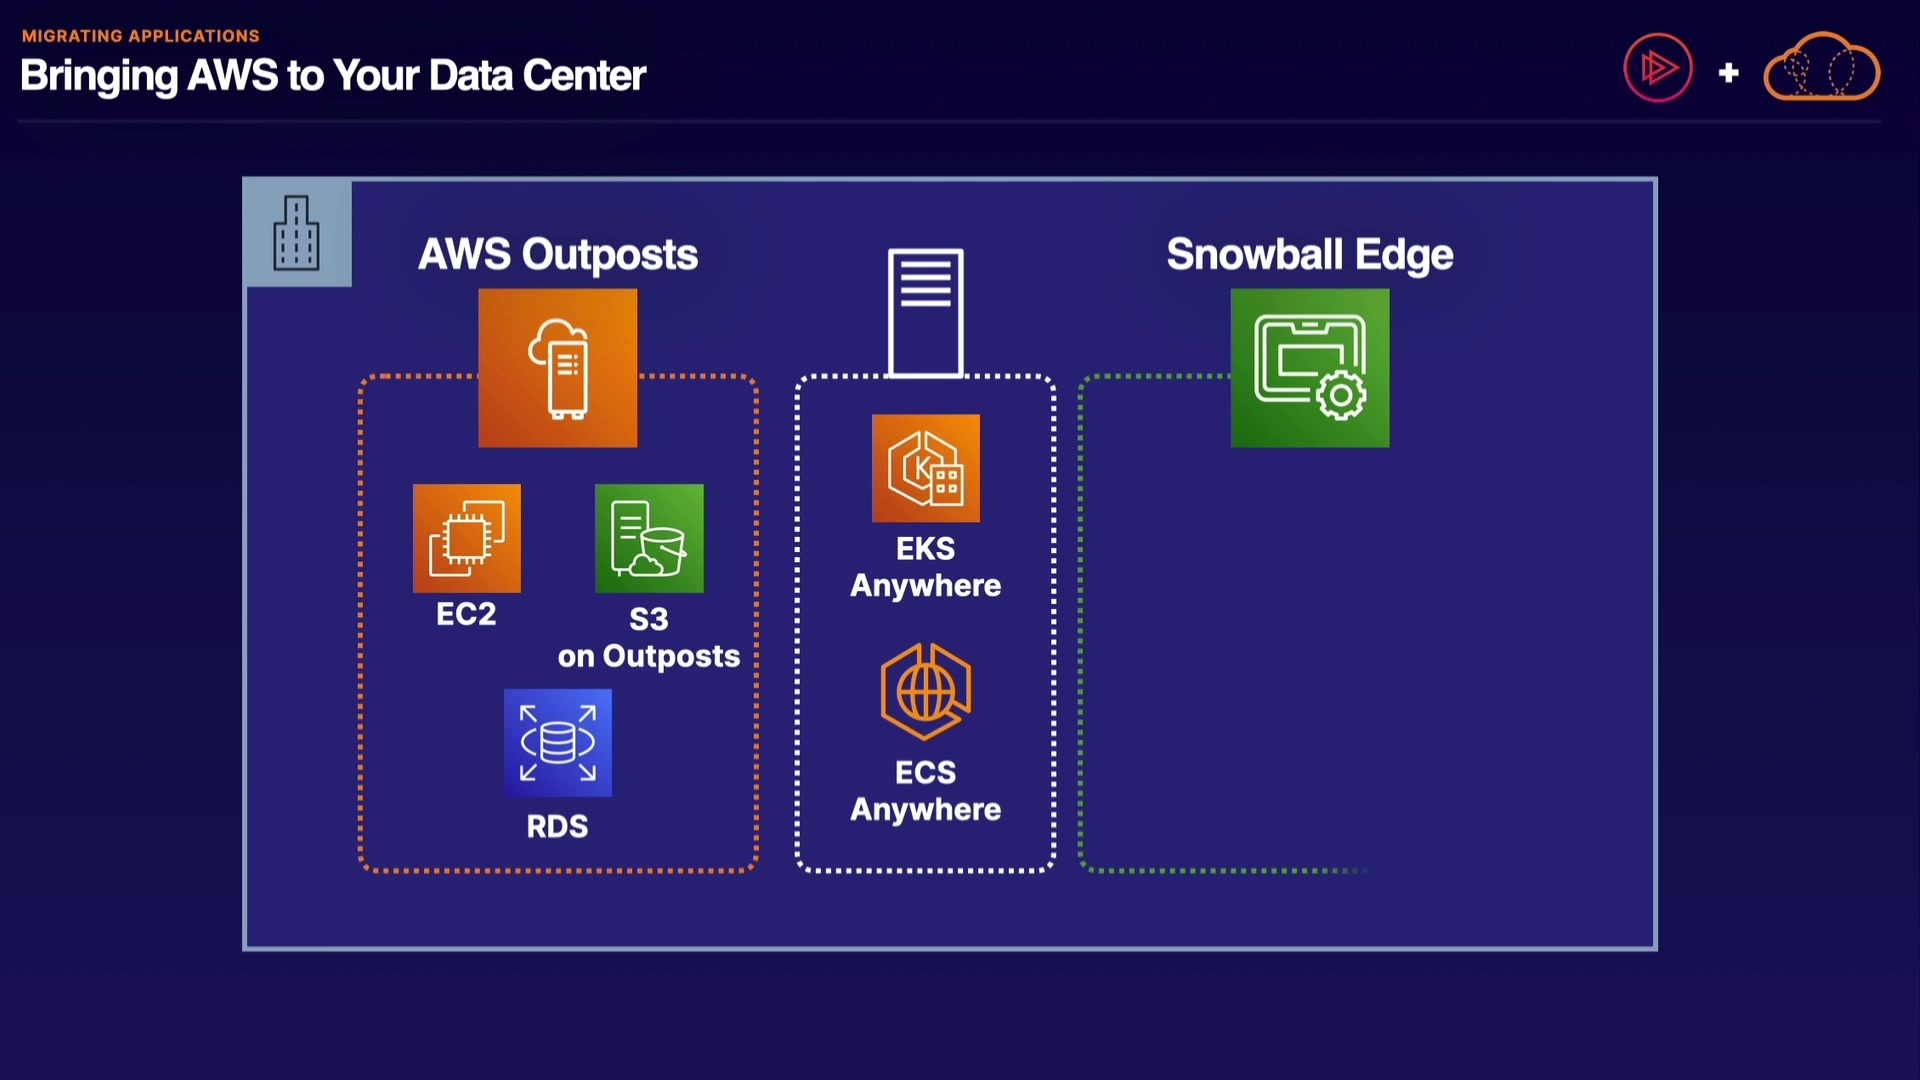 MIGRATING APPLICATIONS
Bringing AWS to Your Data Center
AWS Outposts
EC2
S3
on Outposts
RDS
EKS
Anywhere
ECS
Anywhere
Snowball Edge